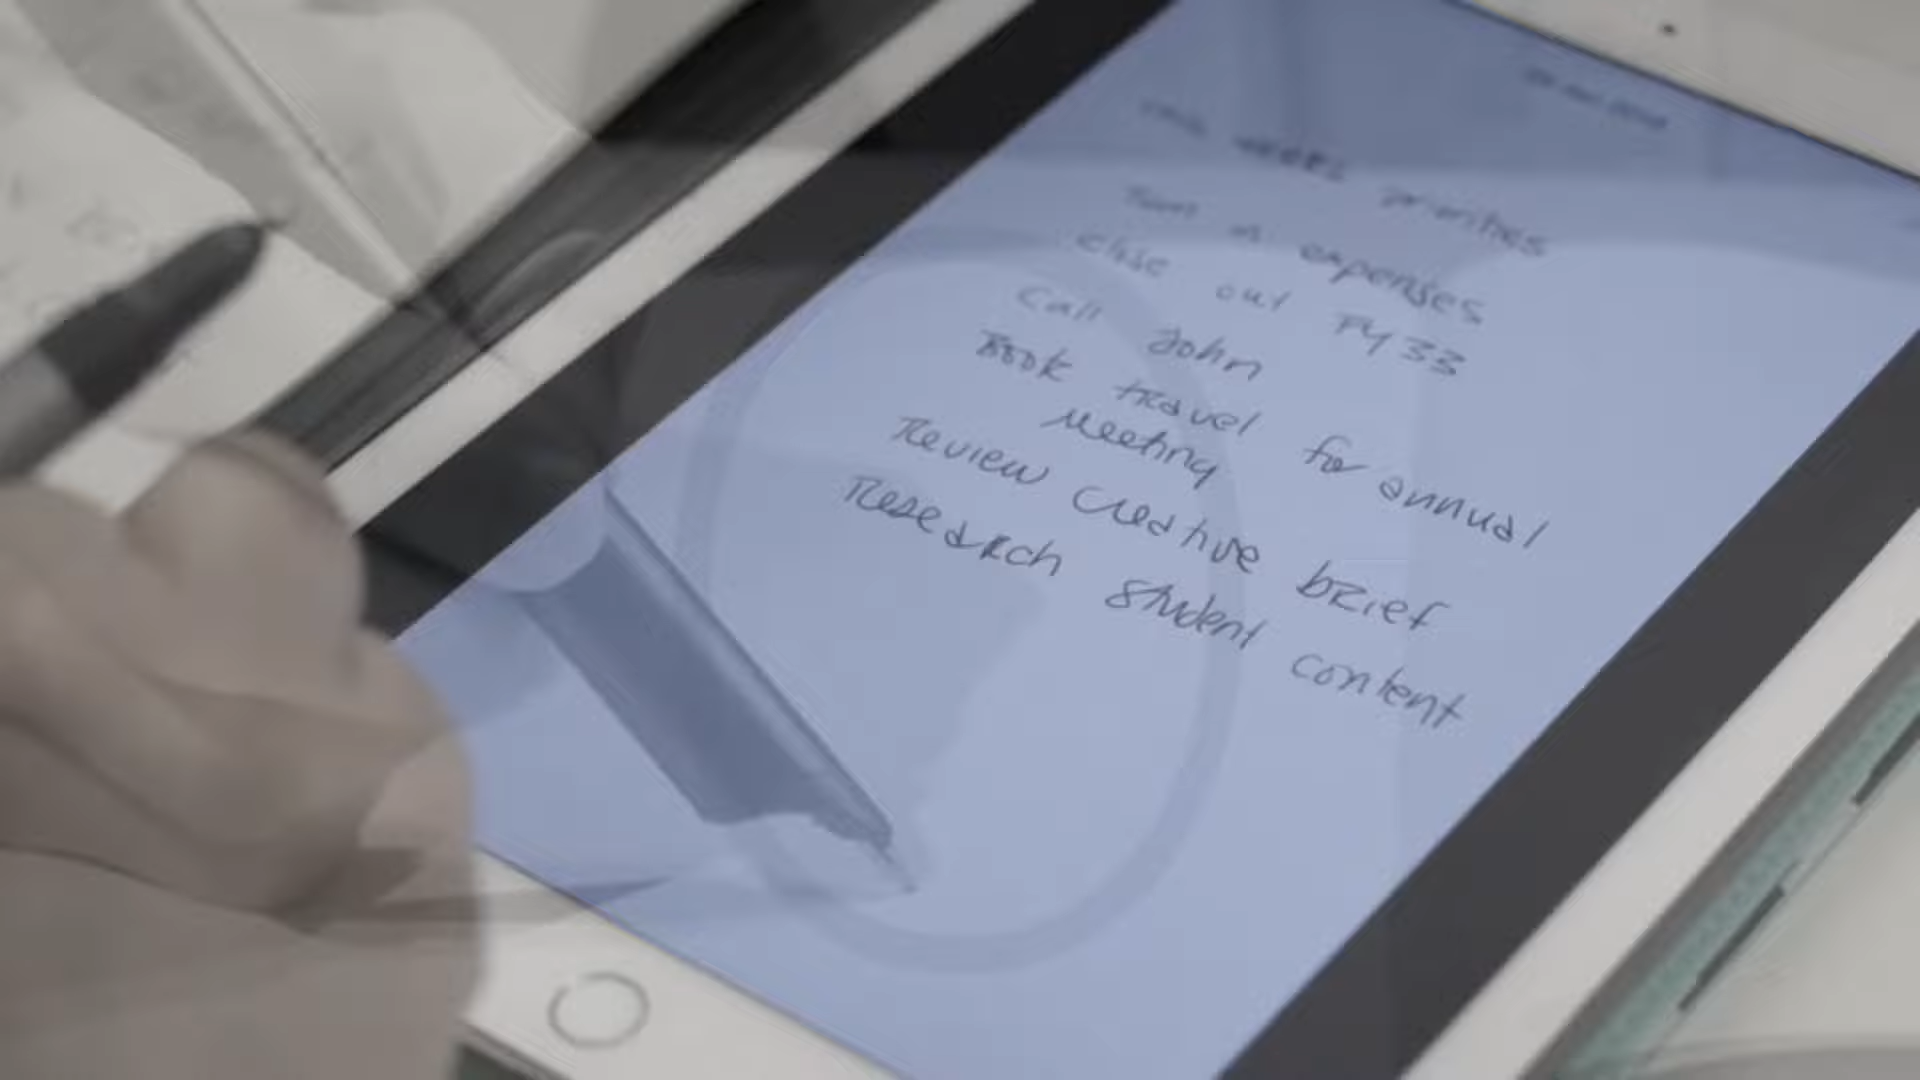 this week's priorities
Turn in expenses
close out FY33
Call John
Book travel for annual
meeting
Review creative brief
Research student content